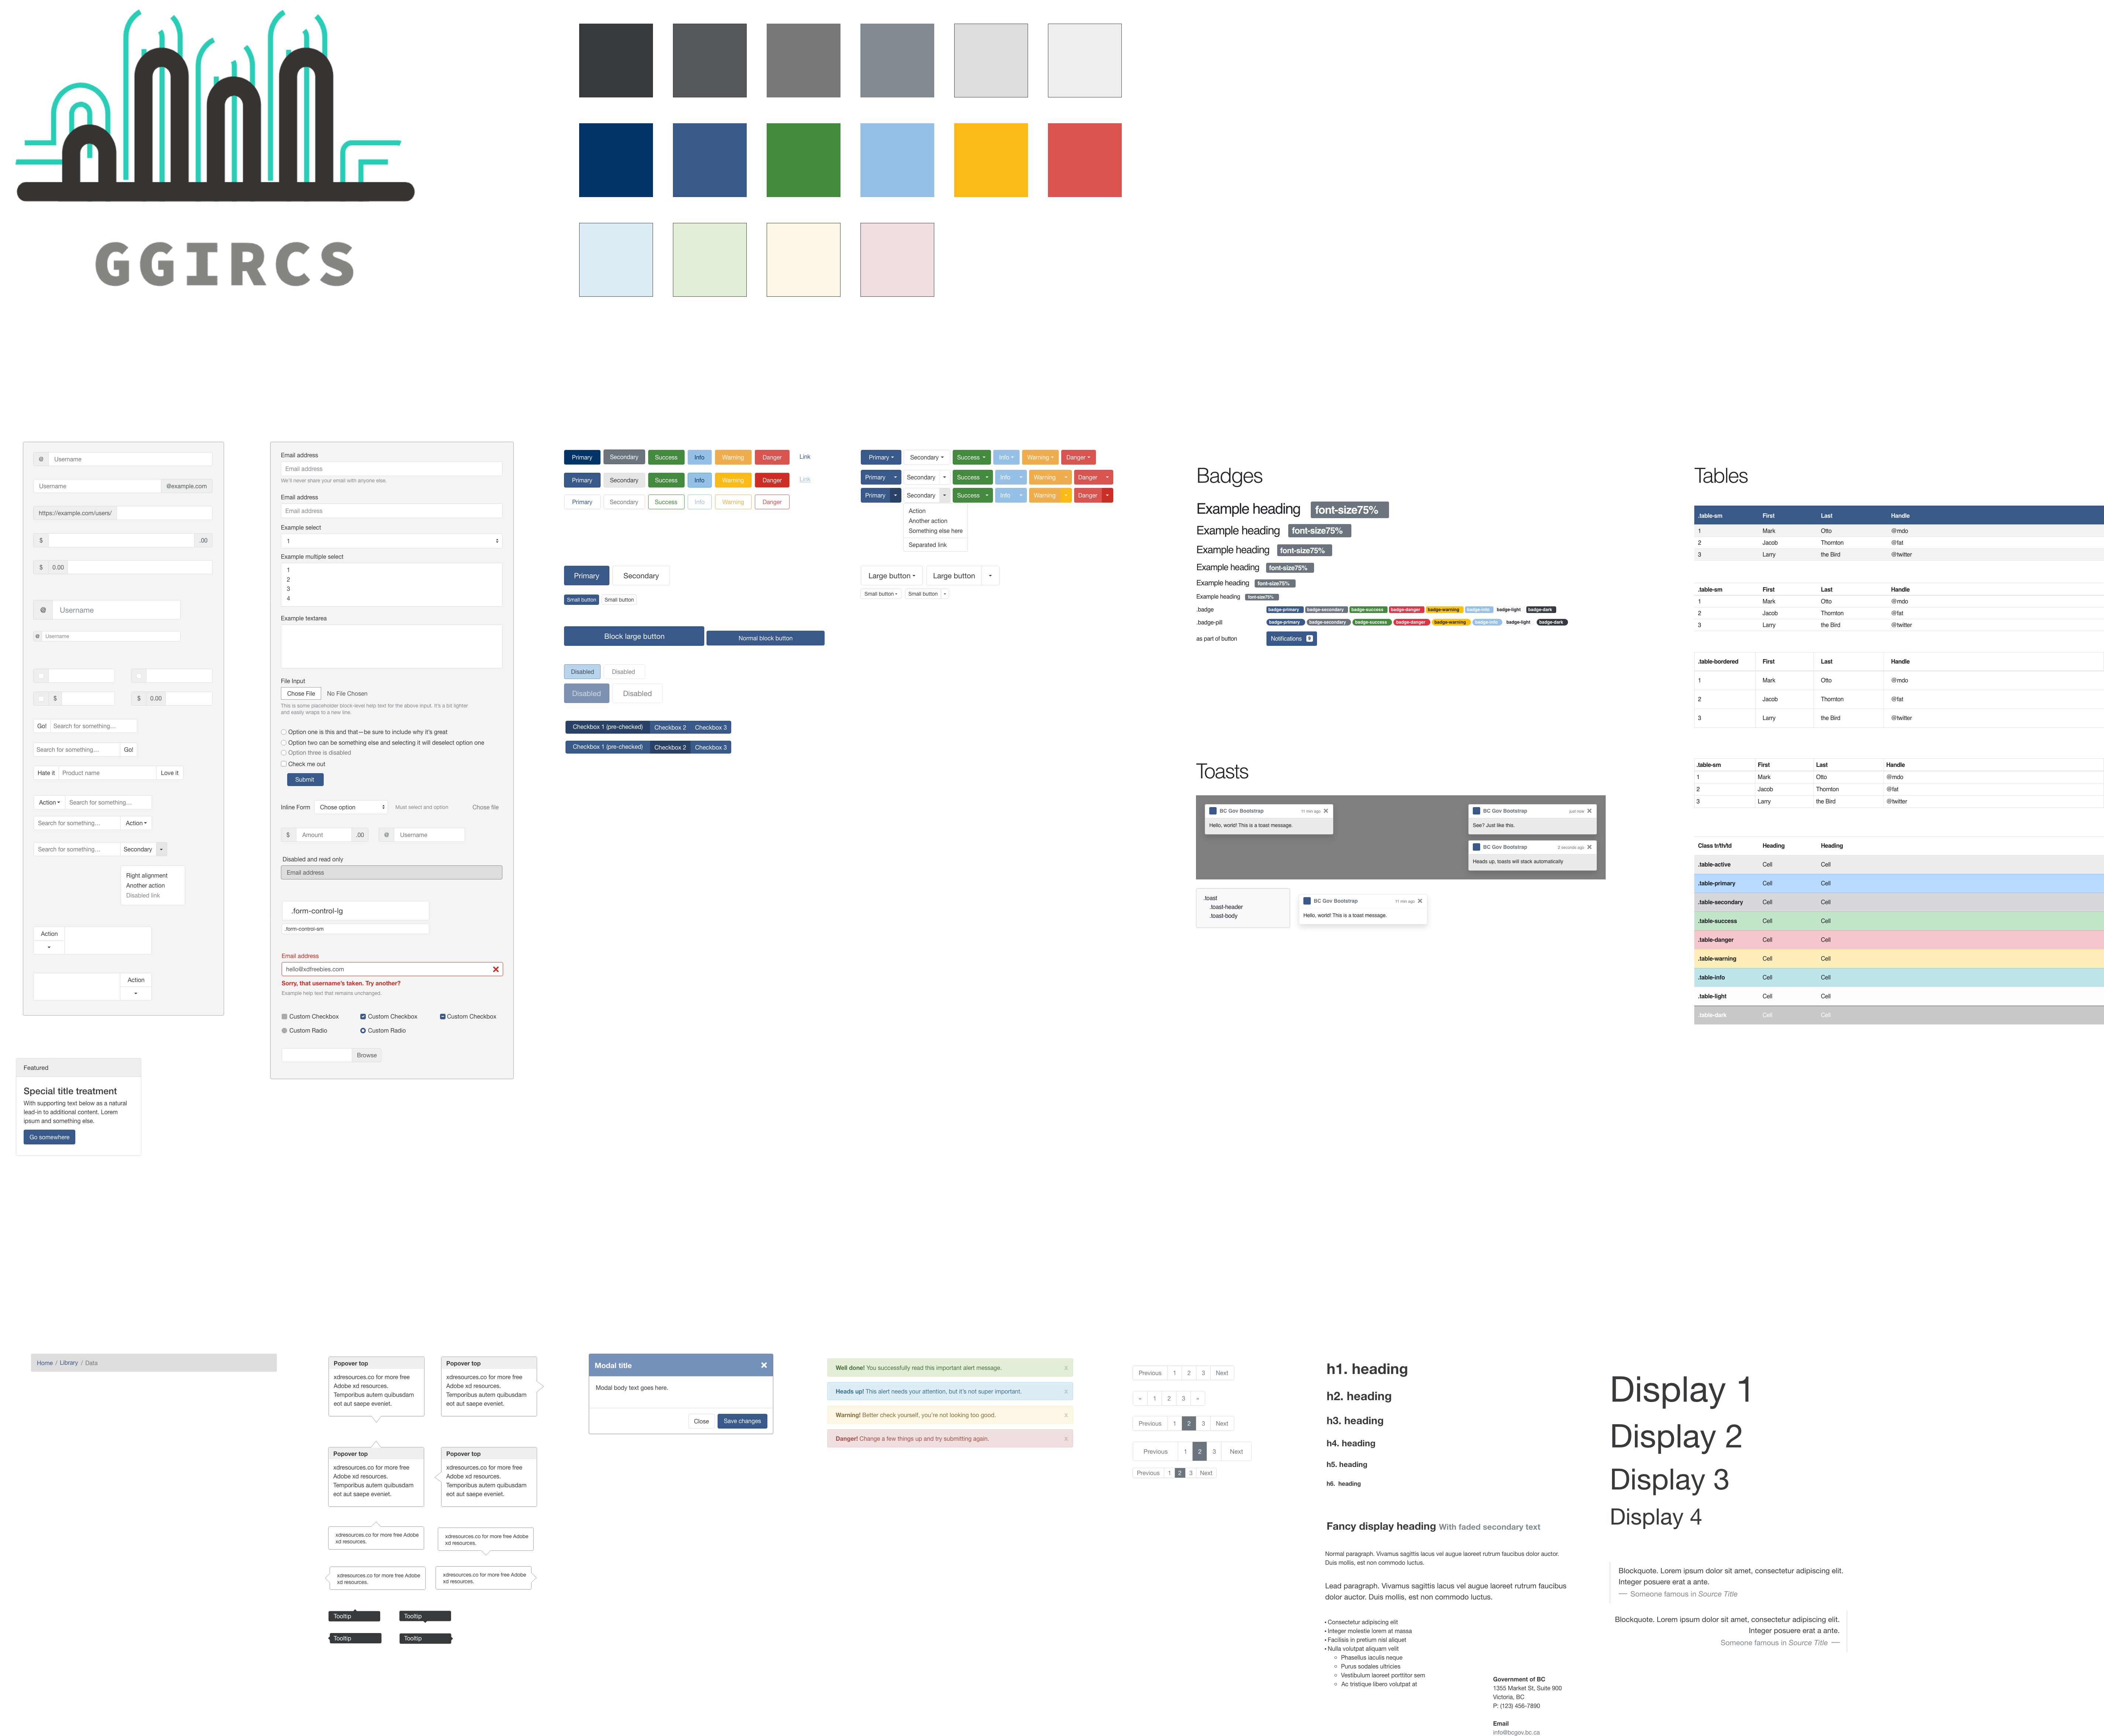 GGIRCS
@ Username
Username @example.com
https://example.com/users/
$ .00
$ 0.00
@ Username
@ Username
$
$ 0.00
Go! Search for something…
Search for something… Go!
Hate it Product name Love it
Action Search for something…
Search for something… Action
Search for something… Secondary
Right alignment
Another action
Disabled link
Action
Action
Featured
Special title treatment
With supporting text below as a natural
lead-in to additional content. Lorem
ipsum and something else.
Go somewhere
Email address
Email address
We'll never share your email with anyone else.
Email address
Email address
Example select
1
Example multiple select
1
2
3
4
Example textarea
File Input
Chose File No File Chosen
This is some placeholder block-level help text for the above input. It's a bit lighter
and easily wraps to a new line.
Option one is this and that—be sure to include why it's great
Option two can be something else and selecting it will deselect option one
Option three is disabled
Check me out
Submit
Inline Form Chose option Must select and option Chose file
$ Amount .00 @ Username
Disabled and read only
Email address
.form-control-lg
.form-control-sm
Email address
hello@xdfreebies.com
Sorry, that username's taken. Try another?
Example help text that remains unchanged.
Custom Checkbox Custom Checkbox Custom Checkbox
Custom Radio Custom Radio
Browse
Primary Secondary Success Info Warning Danger Link
Primary Secondary Success Info Warning Danger Link
Primary Secondary Success Info Warning Danger
Primary Secondary
Small button Small button
Block large button Normal block button
Disabled Disabled
Disabled Disabled
Checkbox 1 (pre-checked) Checkbox 2 Checkbox 3
Checkbox 1 (pre-checked) Checkbox 2 Checkbox 3
Primary Secondary Success Info Warning Danger
Primary Secondary Success Info Warning Danger
Primary Secondary Success Info Warning Danger
Action
Another action
Something else here
Separated link
Large button Large button
Small button Small button
Badges
Example heading font-size75%
Example heading font-size75%
Example heading font-size75%
Example heading font-size75%
Example heading font-size75%
Example heading font-size75%
.badge badge-primary badge-secondary badge-success badge-danger badge-warning badge-info badge-light badge-dark
.badge-pill badge-primary badge-secondary badge-success badge-danger badge-warning badge-info badge-light badge-dark
as part of button Notifications
Toasts
BC Gov Bootstrap 11 min ago
Hello, world! This is a toast message.
BC Gov Bootstrap just now
See? Just like this.
BC Gov Bootstrap 2 seconds ago
Heads up, toasts will stack automatically
.toast
.toast-header
.toast-body
BC Gov Bootstrap 11 min ago
Hello, world! This is a toast message.
Tables
.table-sm First Last Handle
1 Mark Otto @mdo
2 Jacob Thornton @fat
3 Larry the Bird @twitter
.table-sm First Last Handle
1 Mark Otto @mdo
2 Jacob Thornton @fat
3 Larry the Bird @twitter
.table-bordered First Last Handle
1 Mark Otto @mdo
2 Jacob Thornton @fat
3 Larry the Bird @twitter
.table-sm First Last Handle
1 Mark Otto @mdo
2 Jacob Thornton @fat
3 Larry the Bird @twitter
Class tr/th/td Heading Heading
.table-active Cell Cell
.table-primary Cell Cell
.table-secondary Cell Cell
.table-success Cell Cell
.table-danger Cell Cell
.table-warning Cell Cell
.table-info Cell Cell
.table-light Cell Cell
.table-dark Cell Cell
Home / Library / Data
Popover top
xdresources.co for more free
Adobe xd resources.
Temporibus autem quibusdam
eot aut saepe eveniet.
Popover top
xdresources.co for more free
Adobe xd resources.
Temporibus autem quibusdam
eot aut saepe eveniet.
Popover top
xdresources.co for more free
Adobe xd resources.
Temporibus autem quibusdam
eot aut saepe eveniet.
Popover top
xdresources.co for more free
Adobe xd resources.
Temporibus autem quibusdam
eot aut saepe eveniet.
xdresources.co for more free Adobe
xd resources.
xdresources.co for more free Adobe
xd resources.
xdresources.co for more free Adobe
xd resources.
xdresources.co for more free Adobe
xd resources.
Tooltip Tooltip
Tooltip Tooltip
Modal title
Modal body text goes here.
Close Save changes
Well done! You successfully read this important alert message. x
Heads up! This alert needs your attention, but it's not super important. x
Warning! Better check yourself, you're not looking too good. x
Danger! Change a few things up and try submitting again. x
Previous 1 2 3 Next
« 1 2 3 »
Previous 1 2 3 Next
Previous 1 2 3 Next
Previous 1 2 3 Next
h1. heading
h2. heading
h3. heading
h4. heading
h5. heading
h6. heading
Fancy display heading With faded secondary text
Normal paragraph. Vivamus sagittis lacus vel augue laoreet rutrum faucibus dolor auctor.
Duis mollis, est non commodo luctus.
Lead paragraph. Vivamus sagittis lacus vel augue laoreet rutrum faucibus
dolor auctor. Duis mollis, est non commodo luctus.
• Consectetur adipiscing elit
• Integer molestie lorem at massa
• Facilisis in pretium nisl aliquet
• Nulla volutpat aliquam velit
Phasellus iaculis neque
Purus sodales ultricies
Vestibulum laoreet porttitor sem
Ac tristique libero volutpat at
Government of BC
1355 Market St, Suite 900
Victoria, BC
P: (123) 456-7890
Email
info@bcgov.bc.ca
Display 1
Display 2
Display 3
Display 4
Blockquote. Lorem ipsum dolor sit amet, consectetur adipiscing elit.
Integer posuere erat a ante.
— Someone famous in Source Title
Blockquote. Lorem ipsum dolor sit amet, consectetur adipiscing elit.
Integer posuere erat a ante.
Someone famous in Source Title —